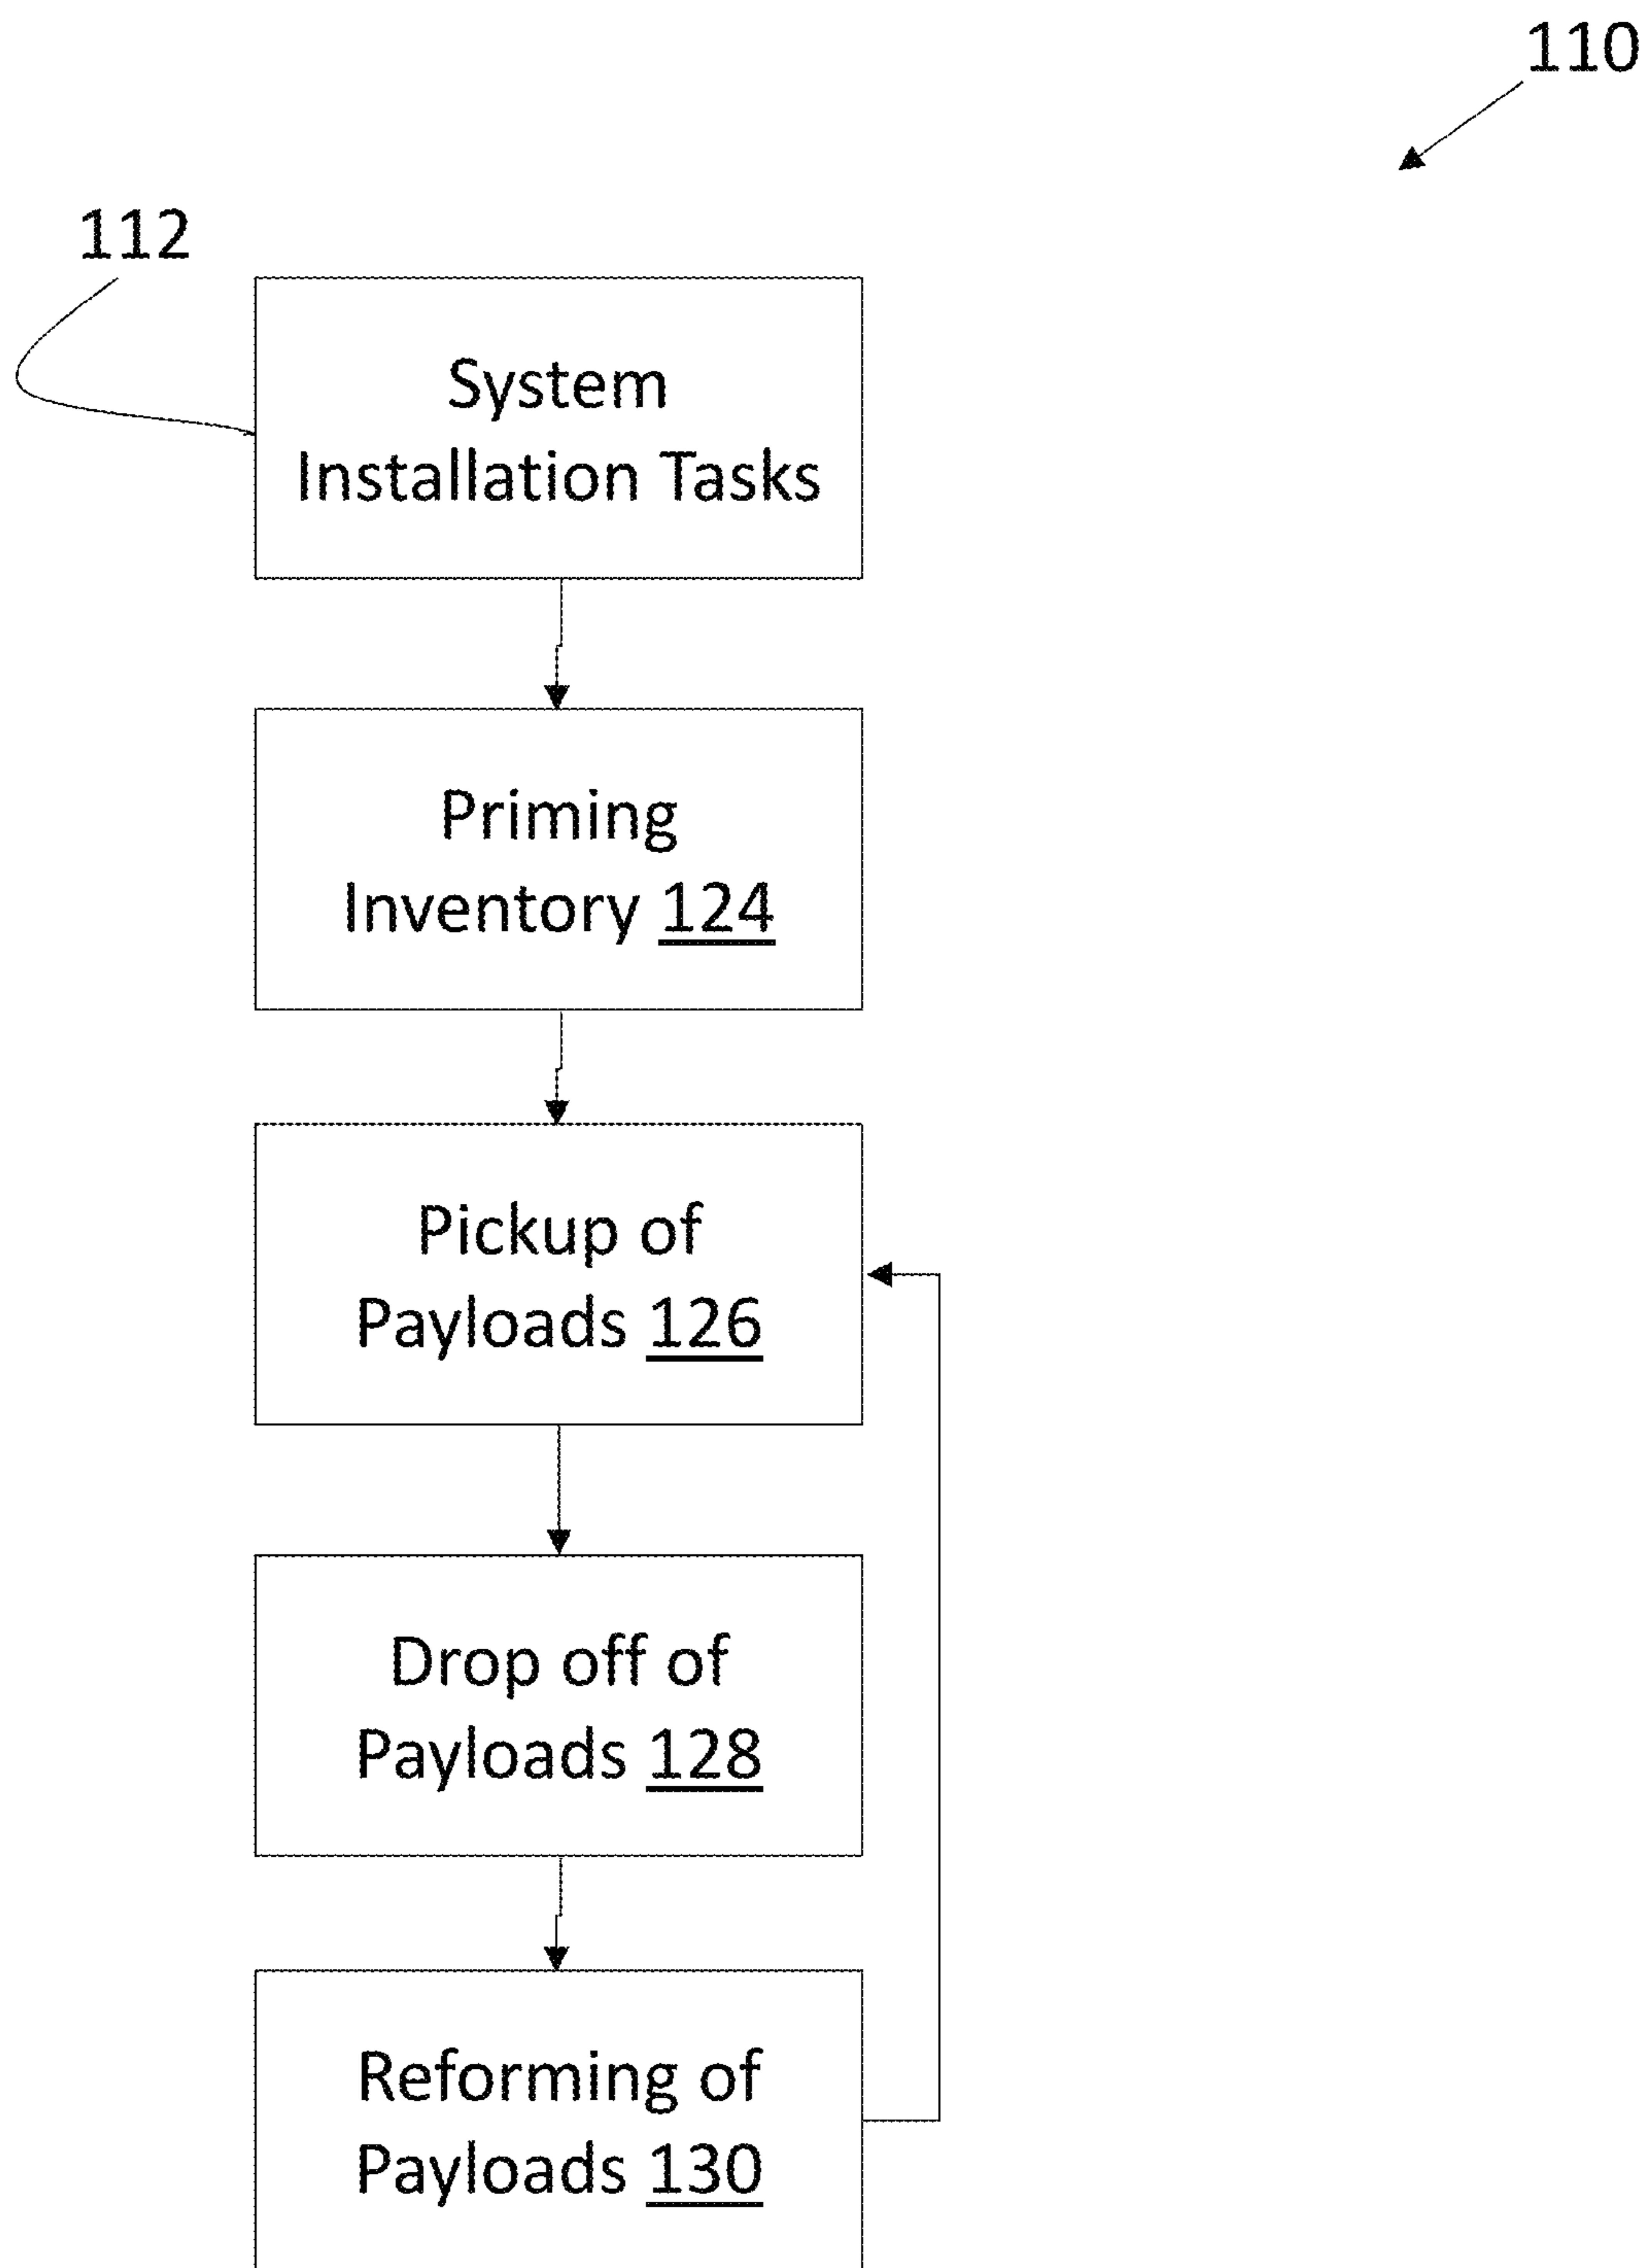 110
112
System
Installation Tasks
Priming
Inventory 124
Pickup of
Payloads 126
Drop off of
Payloads 128
Reforming of
Payloads 130